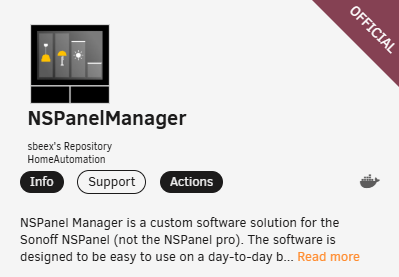 OFFICIAL
NSPanelManager
sbeex's Repository
HomeAutomation
Info Support Actions
NSPanel Manager is a custom software solution for the
Sonoff NSPanel (not the NSPanel pro). The software is
designed to be easy to use on a day-to-day b... Read more